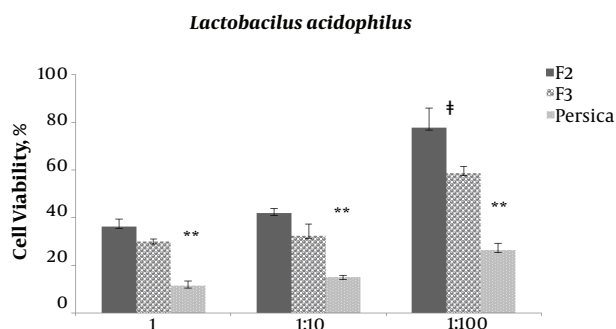 Lactobacilus acidophilus
Cell Viability, %
100
80
60
40
20
0
**
**
ǂ
**
1
1:10
1:100
F2
F3
Persica